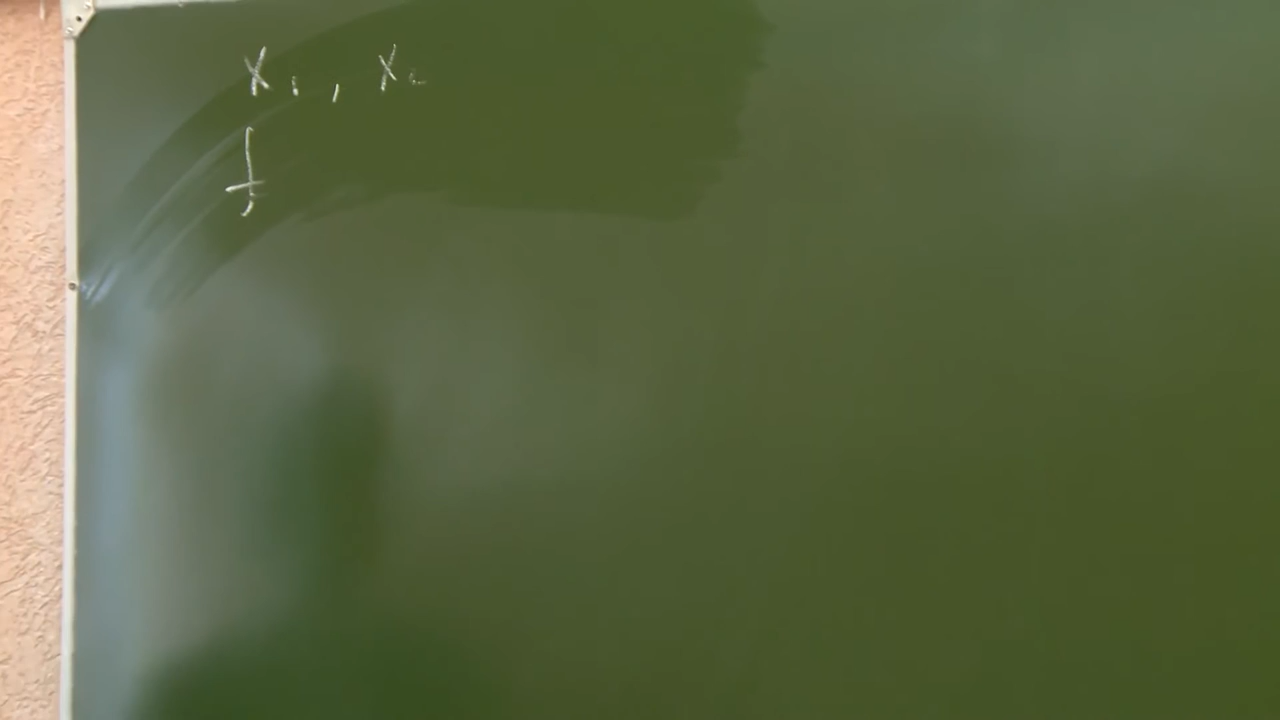 x₁, x₂
f